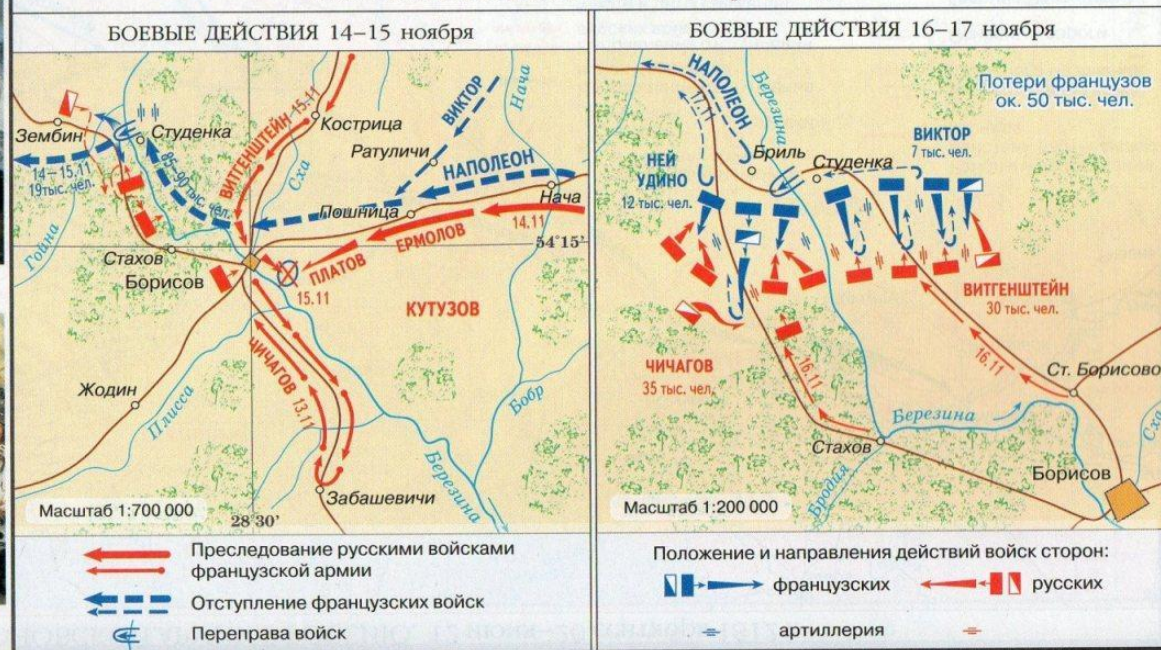 БОЕВЫЕ ДЕЙСТВИЯ 14–15 ноября
ВИТГЕНШТЕЙН 15.11
Кострица
Сха
Нача
ВИКТОР
Зембин
Студенка
Ратуличи
НАПОЛЕОН
Нача
14–15.11
19тыс. чел.
85–90 тыс. чел.
Лошница
14.11
ЕРМОЛОВ
54°15'
Гойна
Стахов
ПЛАТОВ
Борисов
15.11
КУТУЗОВ
ЧИЧАГОВ 13.11
Жодин
Плисса
Бобр
Березина
Забашевичи
Масштаб 1:700 000
28°30'
Преследование русскими войсками
французской армии
Отступление французских войск
Переправа войск
БОЕВЫЕ ДЕЙСТВИЯ 16–17 ноября
НАПОЛЕОН
17.11
Березина
Потери французов
ок. 50 тыс. чел.
ВИКТОР
7 тыс. чел.
Бриль
Студенка
НЕЙ
УДИНО
12 тыс. чел.
ВИТГЕНШТЕЙН
30 тыс. чел.
ЧИЧАГОВ
35 тыс. чел.
16.11
16.11
Ст. Борисово
Березина
Стахов
Сха
Бродня
Борисов
Масштаб 1:200 000
Положение и направления действий войск сторон:
французских
русских
артиллерия